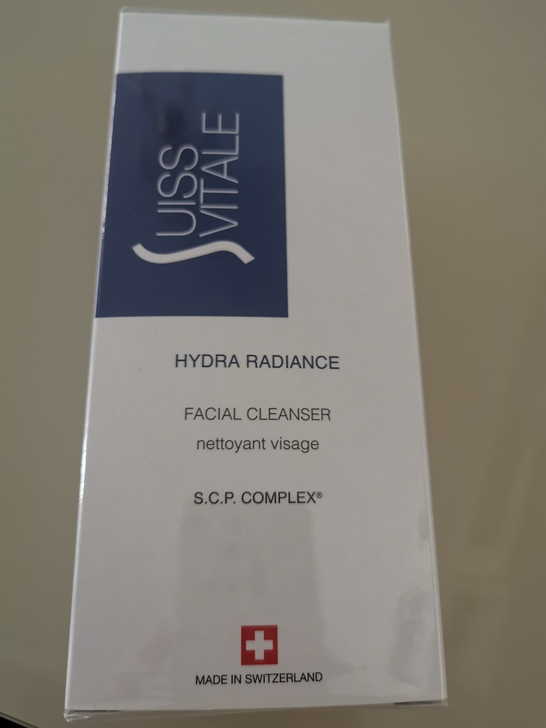 SUISS
VITALE
HYDRA RADIANCE
FACIAL CLEANSER
nettoyant visage
S.C.P. COMPLEX®
MADE IN SWITZERLAND